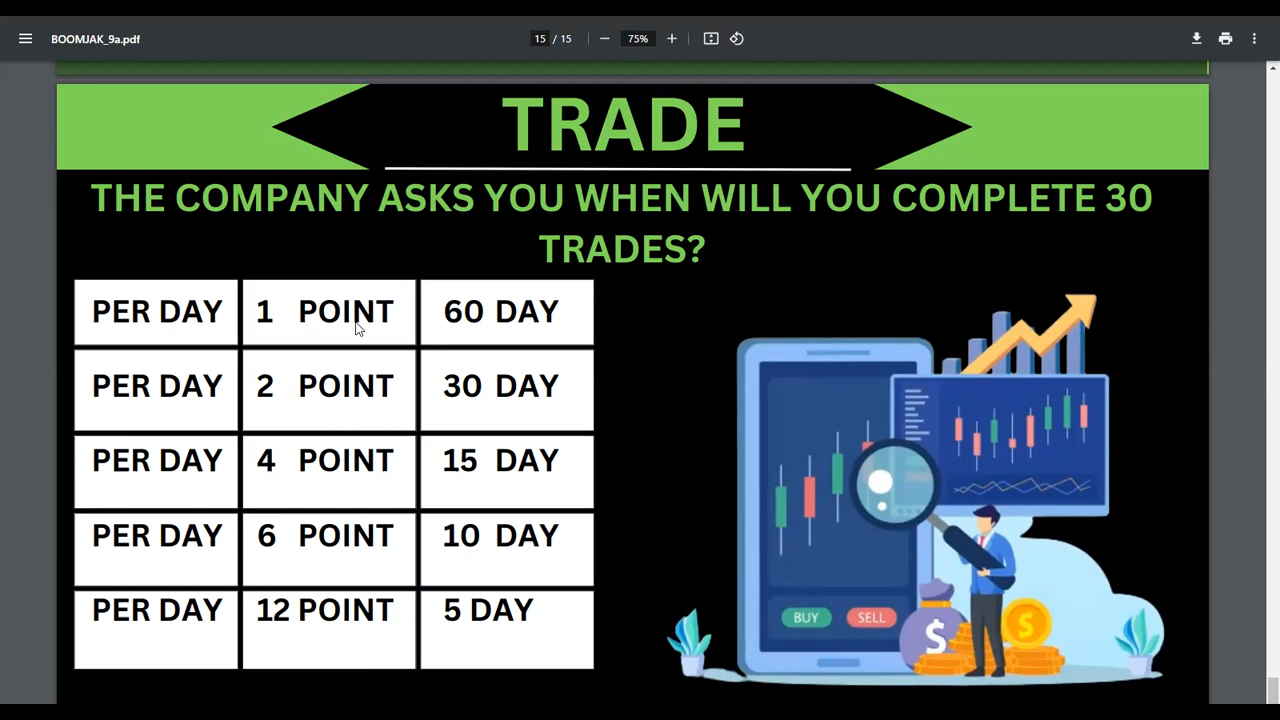 BOOMJAK_9a.pdf
15 / 15
75%
TRADE
THE COMPANY ASKS YOU WHEN WILL YOU COMPLETE 30
TRADES?
PER DAY 1 POINT 60 DAY
PER DAY 2 POINT 30 DAY
PER DAY 4 POINT 15 DAY
PER DAY 6 POINT 10 DAY
PER DAY 12 POINT 5 DAY
BUY SELL
$ $